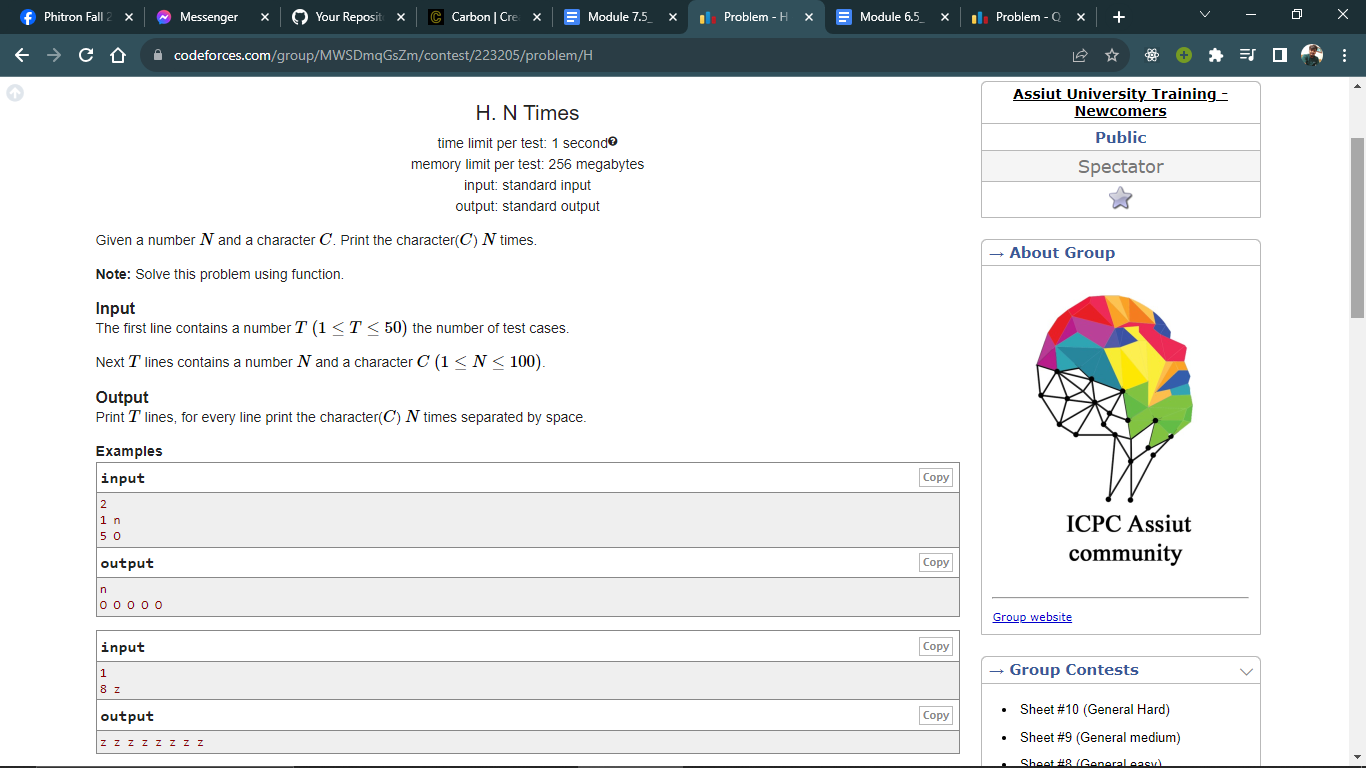 Phitron Fall 2
Messenger
Your Reposit
Carbon | Cre
Module 7.5_
Problem - H
Module 6.5_
Problem - Q
codeforces.com/group/MWSDmqGsZm/contest/223205/problem/H
H. N Times
time limit per test: 1 second
memory limit per test: 256 megabytes
input: standard input
output: standard output
Given a number N and a character C. Print the character(C) N times.
Note: Solve this problem using function.
Input
The first line contains a number T (1 ≤ T < 50) the number of test cases.
Next T lines contains a number N and a character C (1 ≤ N ≤ 100).
Output
Print T lines, for every line print the character(C) N times separated by space.
Examples
input
Copy
2
1 n
5 O
output
Copy
n
O O O O O
input
Copy
1
8 z
output
Copy
z z z z z z z z
Assiut University Training -
Newcomers
Public
Spectator
→ About Group
ICPC Assiut
community
Group website
→ Group Contests
• Sheet #10 (General Hard)
• Sheet #9 (General medium)
• Sheet #8 (General easy)